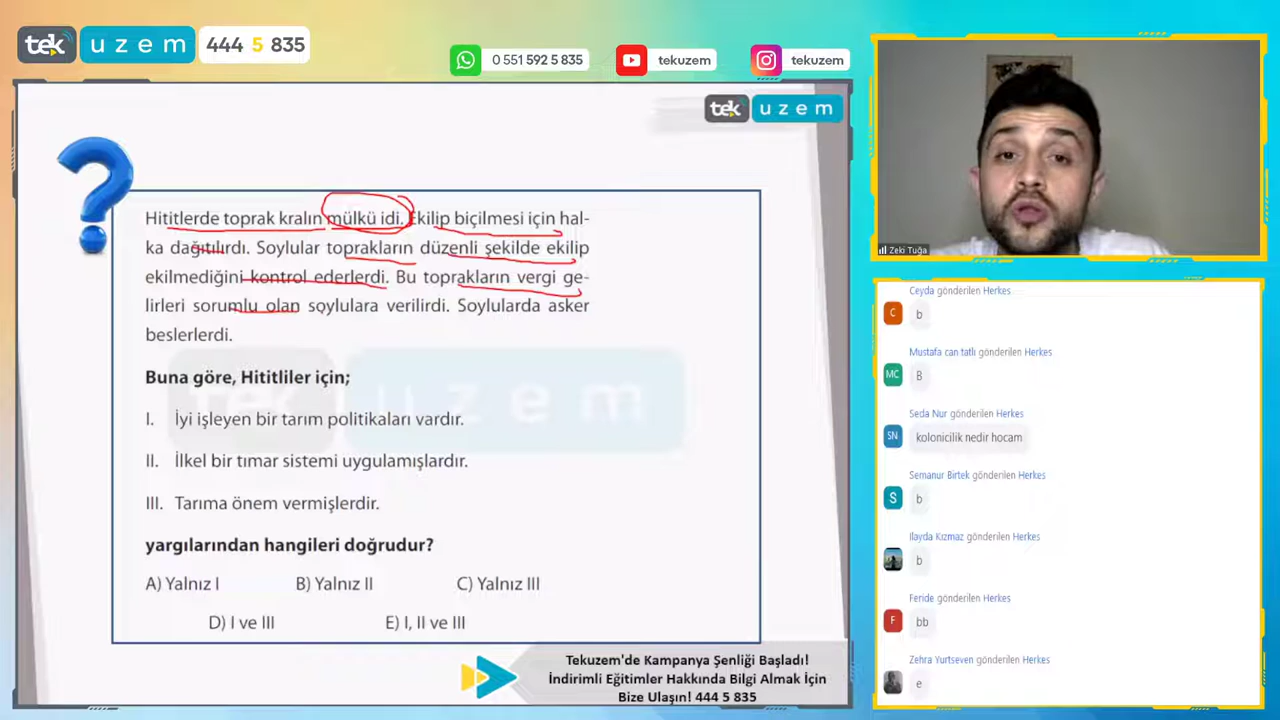 tek uzem 444 5 835
0 551 592 5 835
tekuzem
tekuzem
tek uzem
Hititlerde toprak kralın mülkü idi. Ekilip biçilmesi için hal-
ka dağıtılırdı. Soylular toprakların düzenli şekilde ekilip
ekilmediğini kontrol ederlerdi. Bu toprakların vergi ge-
lirleri sorumlu olan soylulara verilirdi. Soylularda asker
beslerlerdi.
Buna göre, Hititliler için;
I. İyi işleyen bir tarım politikaları vardır.
II. İlkel bir tımar sistemi uygulamışlardır.
III. Tarıma önem vermişlerdir.
yargılarından hangileri doğrudur?
A) Yalnız I B) Yalnız II C) Yalnız III
D) I ve III E) I, II ve III
tek uzem
Tekuzem'de Kampanya Şenliği Başladı!
İndirimli Eğitimler Hakkında Bilgi Almak İçin
Bize Ulaşın! 444 5 835
Zeki Tuğa
Ceyda gönderilen Herkes
C b
Mustafa can tatlı gönderilen Herkes
MC B
Seda Nur gönderilen Herkes
SN kolonicilik nedir hocam
Semanur Birtek gönderilen Herkes
S b
Ilayda Kızmaz gönderilen Herkes
b
Feride gönderilen Herkes
F bb
Zehra Yurtseven gönderilen Herkes
e